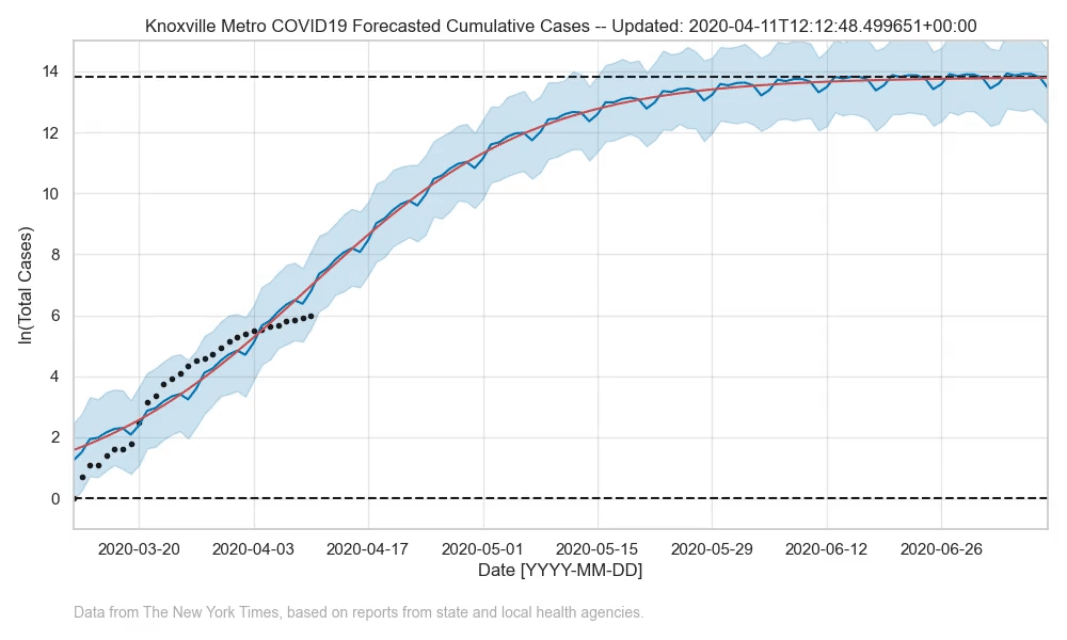 Knoxville Metro COVID19 Forecasted Cumulative Cases -- Updated: 2020-04-11T12:12:48.499651+00:00
14
12
10
8
6
4
2
0
ln(Total Cases)
2020-03-20 2020-04-03 2020-04-17 2020-05-01 2020-05-15 2020-05-29 2020-06-12 2020-06-26
Date [YYYY-MM-DD]
Data from The New York Times, based on reports from state and local health agencies.